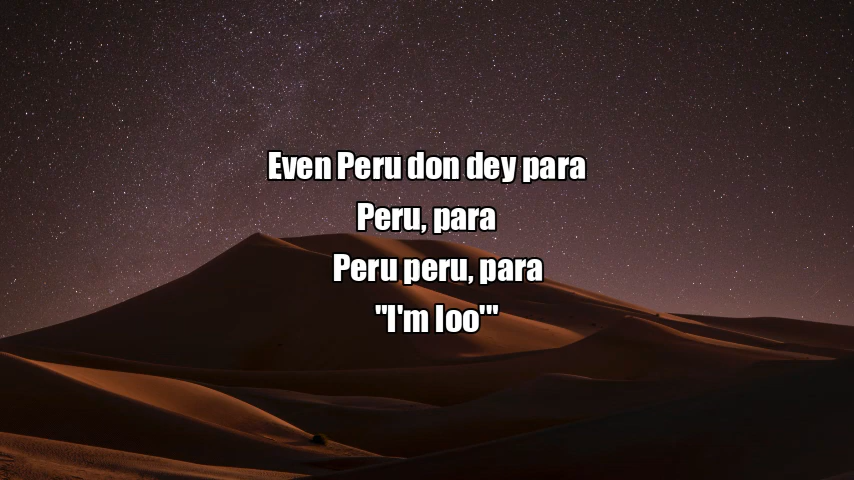 Even Peru don dey para
Peru, para
Peru peru, para
"I'm loo'"